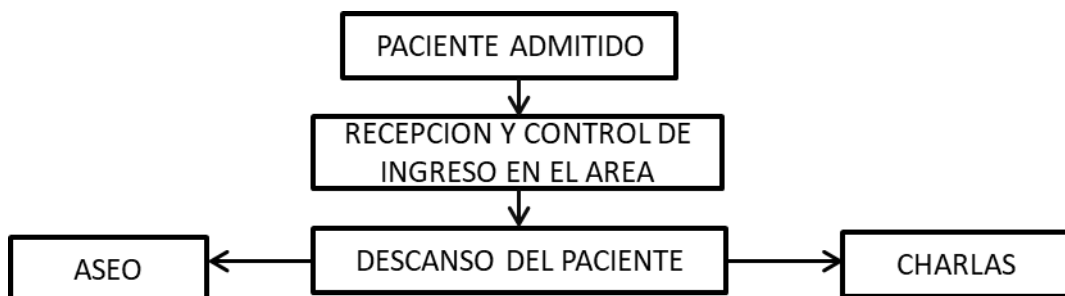 PACIENTE ADMITIDO
RECEPCION Y CONTROL DE
INGRESO EN EL AREA
ASEO
DESCANSO DEL PACIENTE
CHARLAS